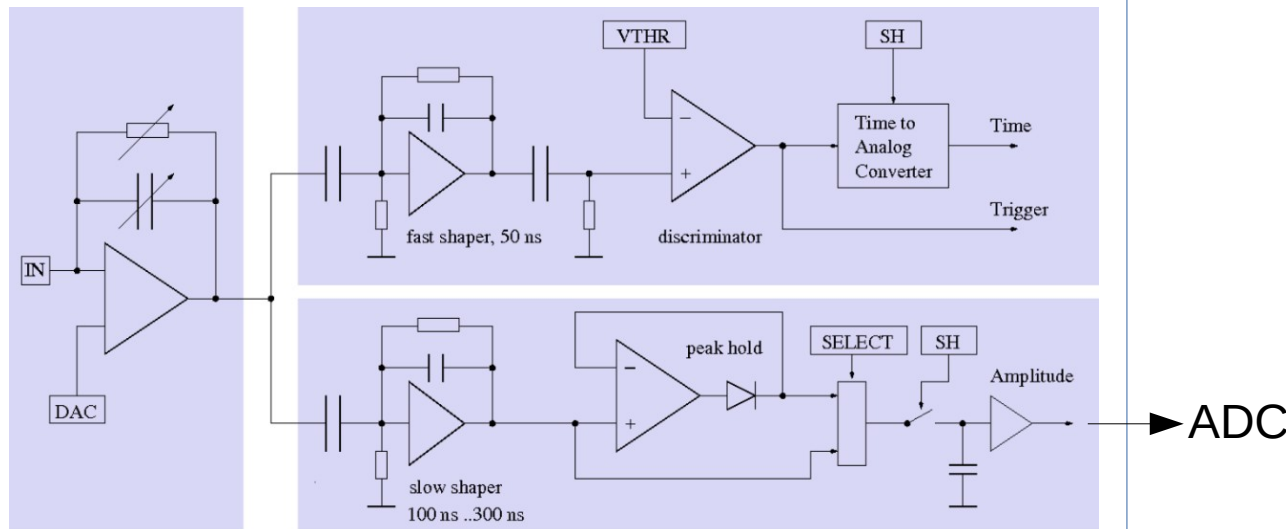 VTHR
SH
Time to
Analog
Converter
Time
Trigger
−
+
fast shaper, 50 ns
discriminator
IN
DAC
peak hold
SELECT
SH
Amplitude
−
+
ADC
slow shaper
100 ns ..300 ns